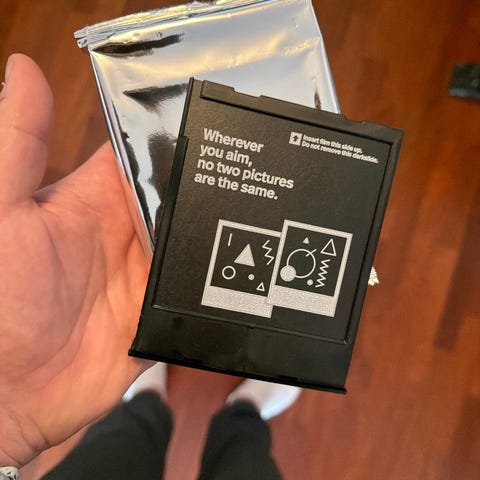 Wherever
you aim,
no two pictures
are the same.
Insert film this side up.
Do not remove this darkslide.